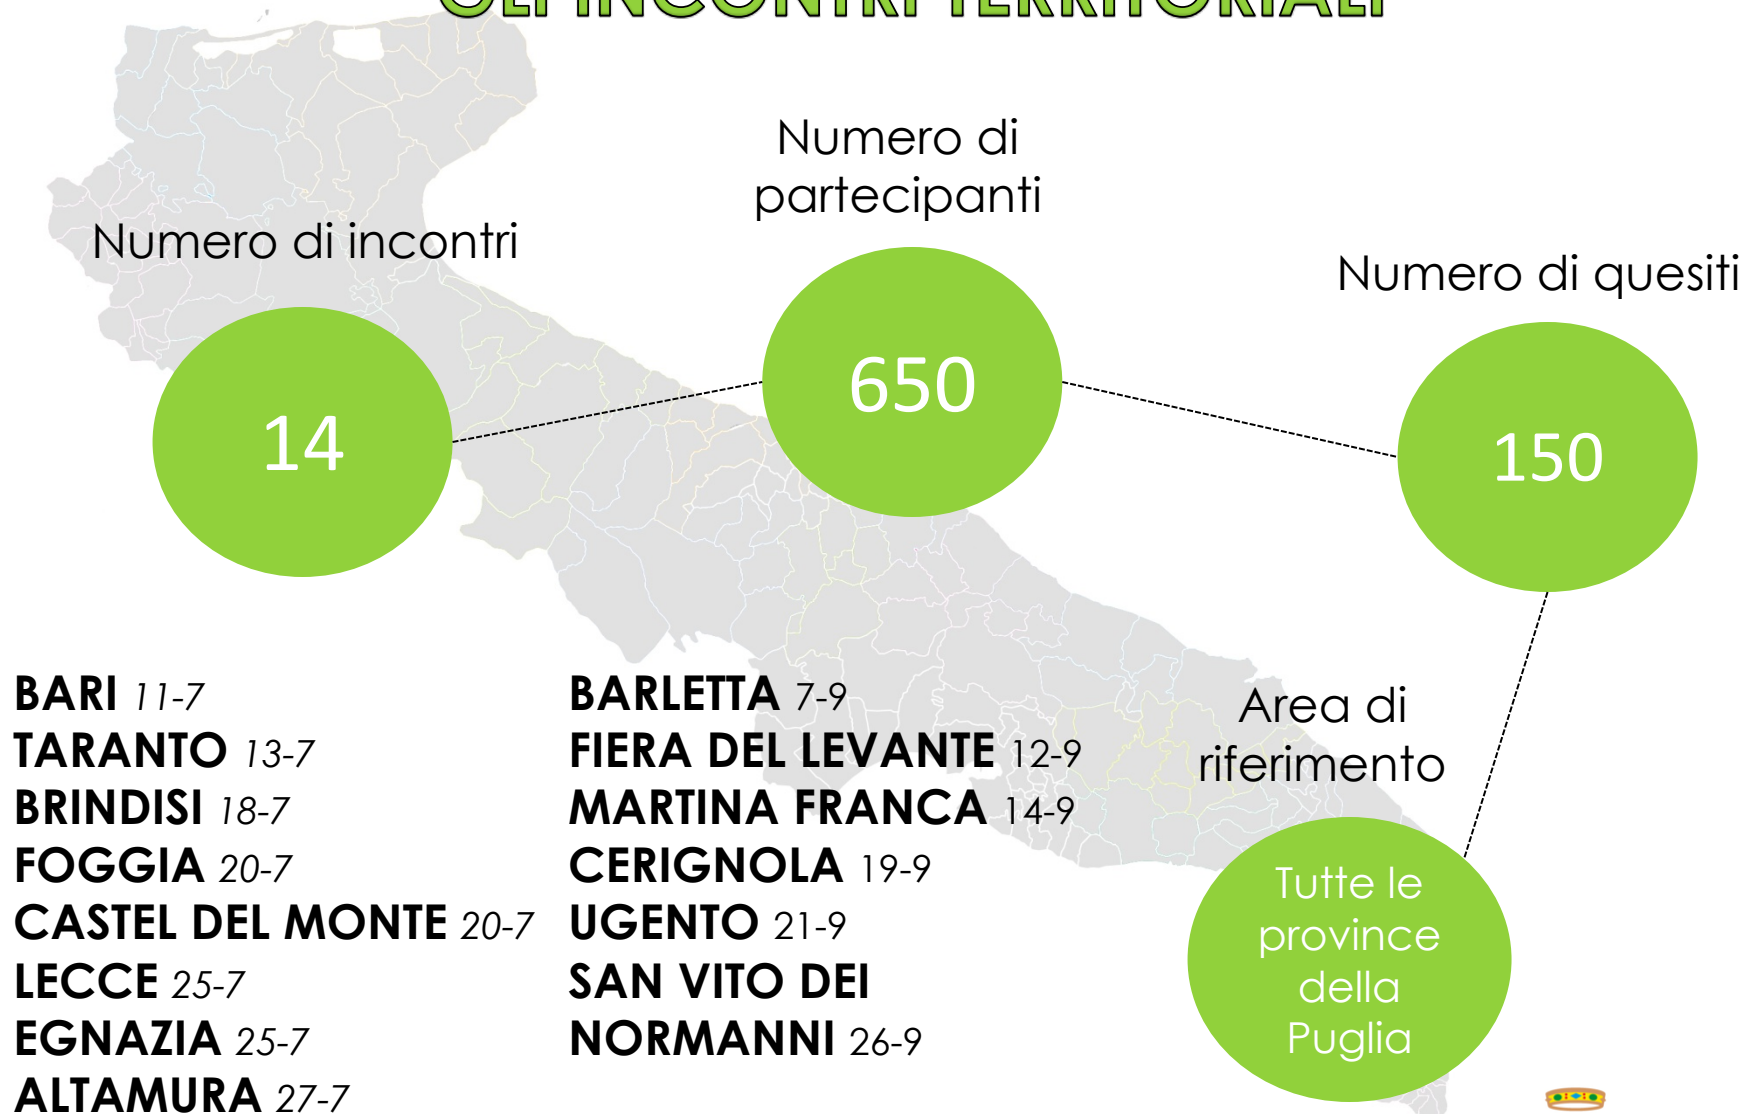 GLI INCONTRI TERRITORIALI
Numero di
partecipanti
Numero di incontri
Numero di quesiti
650
14
150
BARI 11-7
TARANTO 13-7
BRINDISI 18-7
FOGGIA 20-7
CASTEL DEL MONTE 20-7
LECCE 25-7
EGNAZIA 25-7
ALTAMURA 27-7
BARLETTA 7-9
FIERA DEL LEVANTE 12-9
MARTINA FRANCA 14-9
CERIGNOLA 19-9
UGENTO 21-9
SAN VITO DEI
NORMANNI 26-9
Area di
riferimento
Tutte le
province
della
Puglia